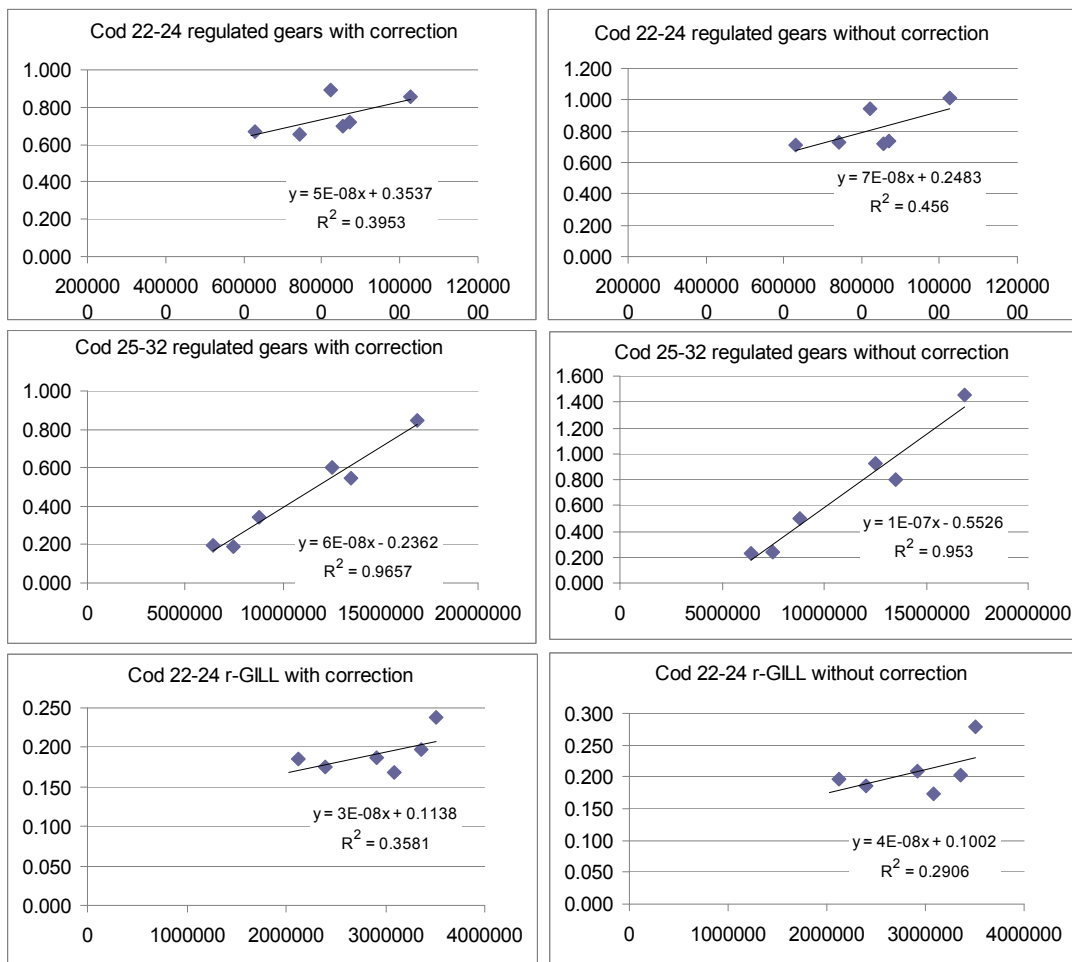 Cod 22-24 regulated gears with correction
1.000
0.800
0.600
0.400
0.200
0.000
y = 5E-08x + 0.3537
R² = 0.3953
200000 400000 600000 800000 100000 120000
0 0 0 0 00 00
Cod 22-24 regulated gears without correction
1.200
1.000
0.800
0.600
0.400
0.200
0.000
y = 7E-08x + 0.2483
R² = 0.456
200000 400000 600000 800000 100000 120000
0 0 0 0 00 00
Cod 25-32 regulated gears with correction
1.000
0.800
0.600
0.400
0.200
0.000
y = 6E-08x - 0.2362
R² = 0.9657
0 5000000 10000000 15000000 20000000
Cod 25-32 regulated gears without correction
1.600
1.400
1.200
1.000
0.800
0.600
0.400
0.200
0.000
y = 1E-07x - 0.5526
R² = 0.953
0 5000000 10000000 15000000 20000000
Cod 22-24 r-GILL with correction
0.250
0.200
0.150
0.100
0.050
0.000
y = 3E-08x + 0.1138
R² = 0.3581
0 1000000 2000000 3000000 4000000
Cod 22-24 r-GILL without correction
0.300
0.250
0.200
0.150
0.100
0.050
0.000
y = 4E-08x + 0.1002
R² = 0.2906
0 1000000 2000000 3000000 4000000